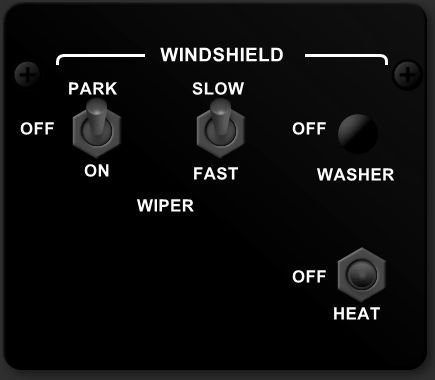 WINDSHIELD
PARK
SLOW
OFF
OFF
ON
FAST
WASHER
WIPER
OFF
HEAT